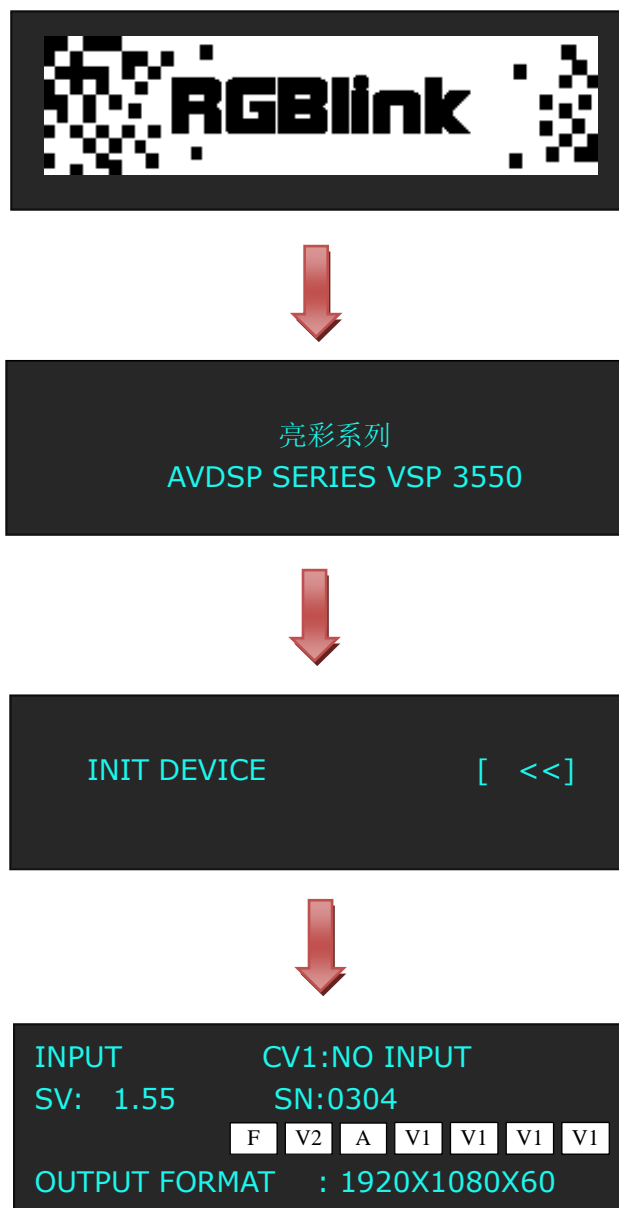 RGBlink
亮彩系列
AVDSP SERIES VSP 3550
INIT DEVICE [ <<]
INPUT CV1:NO INPUT
SV: 1.55 SN:0304
F V2 A V1 V1 V1 V1
OUTPUT FORMAT : 1920X1080X60